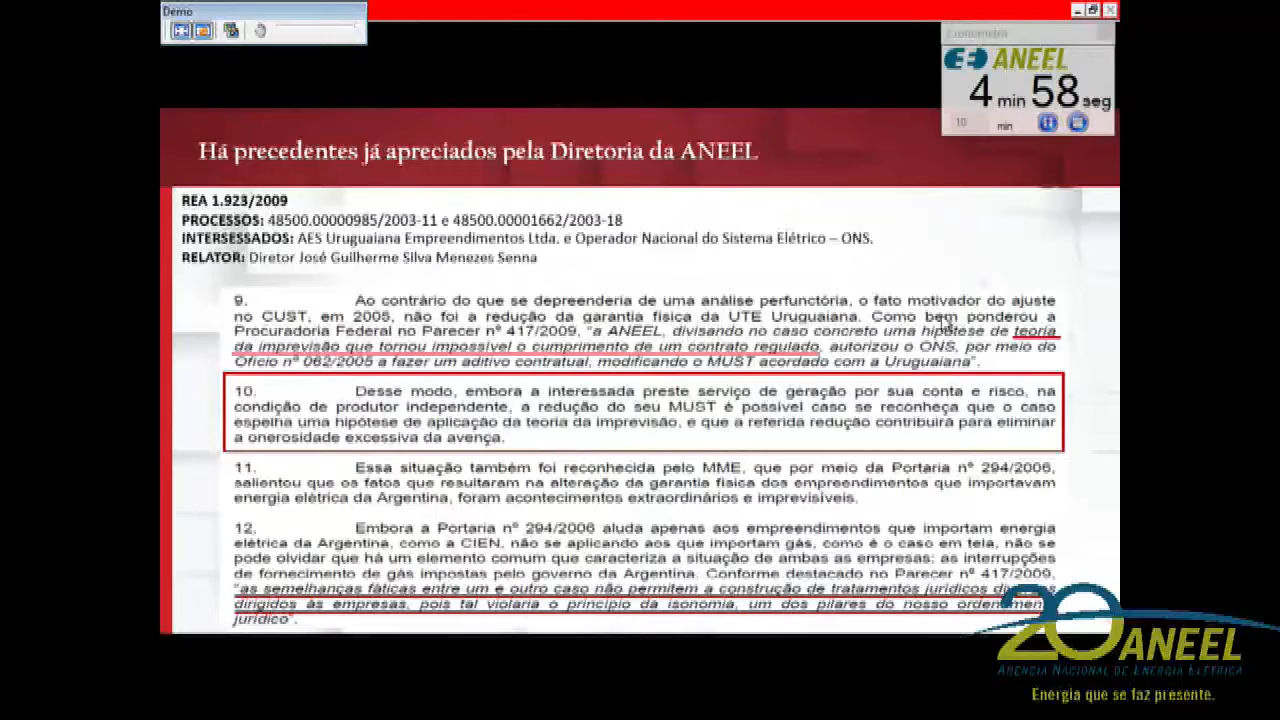 Demo
Cronometro
ANEEL
4 min 58 seg
10 min
Há precedentes já apreciados pela Diretoria da ANEEL
REA 1.923/2009
PROCESSOS: 48500.00000985/2003-11 e 48500.00001662/2003-18
INTERSESSADOS: AES Uruguaiana Empreendimentos Ltda. e Operador Nacional do Sistema Elétrico – ONS.
RELATOR: Diretor José Guilherme Silva Menezes Senna
9. Ao contrário do que se depreenderia de uma análise perfunctória, o fato motivador do ajuste
no CUST, em 2005, não foi a redução da garantia física da UTE Uruguaiana. Como bem ponderou a
Procuradoria Federal no Parecer nº 417/2009, “a ANEEL, divisando no caso concreto uma hipótese de teoria
da imprevisão que tornou impossível o cumprimento de um contrato regulado, autorizou o ONS, por meio do
Ofício nº 062/2005 a fazer um aditivo contratual, modificando o MUST acordado com a Uruguaiana”.
10. Desse modo, embora a interessada preste serviço de geração por sua conta e risco, na
condição de produtor independente, a redução do seu MUST é possível caso se reconheça que o caso
espelha uma hipótese de aplicação da teoria da imprevisão, e que a referida redução contribuirá para eliminar
a onerosidade excessiva da avença.
11. Essa situação também foi reconhecida pelo MME, que por meio da Portaria nº 294/2006,
salientou que os fatos que resultaram na alteração da garantia física dos empreendimentos que importavam
energia elétrica da Argentina, foram acontecimentos extraordinários e imprevisíveis.
12. Embora a Portaria nº 294/2006 aluda apenas aos empreendimentos que importam energia
elétrica da Argentina, como a CIEN, não se aplicando aos que importam gás, como é o caso em tela, não se
pode olvidar que há um elemento comum que caracteriza a situação de ambas as empresas: as interrupções
de fornecimento de gás impostas pelo governo da Argentina. Conforme destacado no Parecer nº 417/2009,
“as semelhanças fáticas entre um e outro caso não permitem a construção de tratamentos jurídicos
dirigidos às empresas, pois tal violaria o princípio da isonomia, um dos pilares do nosso
jurídico”.
20 ANEEL
AGÊNCIA NACIONAL DE ENERGIA ELÉTRICA
Energia que se faz presente.